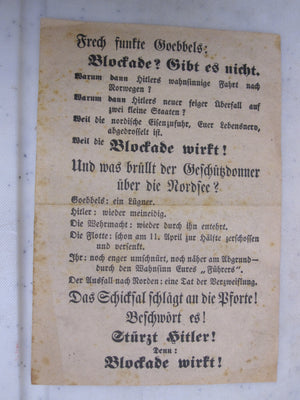 Frech funkte Goebbels:
Blockade? Gibt es nicht.
Warum dann Hitlers wahnsinnige Fahrt nach
Norwegen?
Warum dann Hitlers neuer feiger Überfall auf
zwei kleine Staaten?
Weil die nordische Eisenzufuhr, Euer Lebensnerv,
abgedrosselt ist.
Weil die Blockade wirkt!
Und was brüllt der Geschützdonner
über die Nordsee?
Goebbels: ein Lügner.
Hitler: wieder meineidig.
Die Wehrmacht: wieder durch ihn entehrt.
Die Flotte: schon am 11. April zur Hälfte zerschossen
und versenkt.
Ihr: noch enger umschnürt, noch näher am Abgrund—
durch den Wahnsinn Eures „Führers".
Der Ausfall nach Norden: eine Tat der Verzweiflung.
Das Schicksal schlägt an die Pforte!
Beschwört es!
Stürzt Hitler!
Denn:
Blockade wirkt!